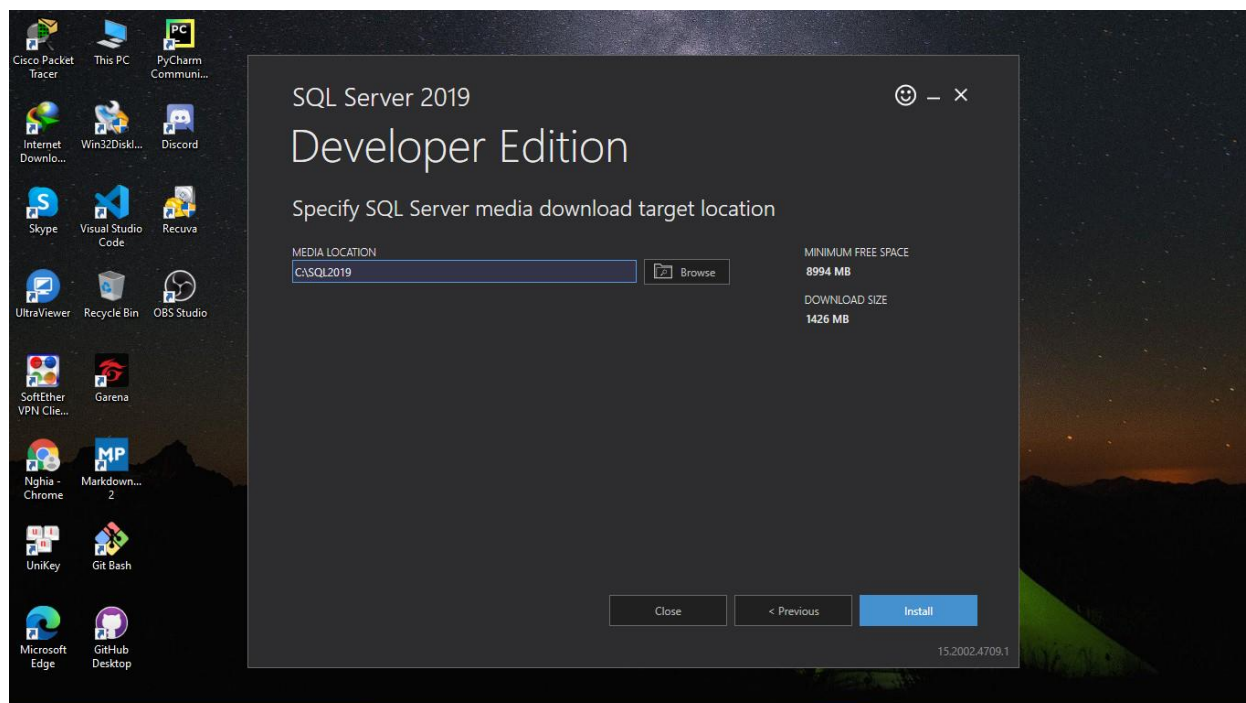 Cisco Packet
Tracer
This PC
PC
PyCharm
Communi...
Internet
Downlo...
Win32DiskI...
Discord
S
Skype
Visual Studio
Code
Recuva
UltraViewer
Recycle Bin
OBS Studio
SoftEther
VPN Clie...
Garena
Nghia -
Chrome
MP
Markdown...
2
UniKey
Git Bash
Microsoft
Edge
GitHub
Desktop
SQL Server 2019
Developer Edition
Specify SQL Server media download target location
MEDIA LOCATION
C:\SQL2019
Browse
MINIMUM FREE SPACE
8994 MB
DOWNLOAD SIZE
1426 MB
Close
< Previous
Install
15.2002.4709.1